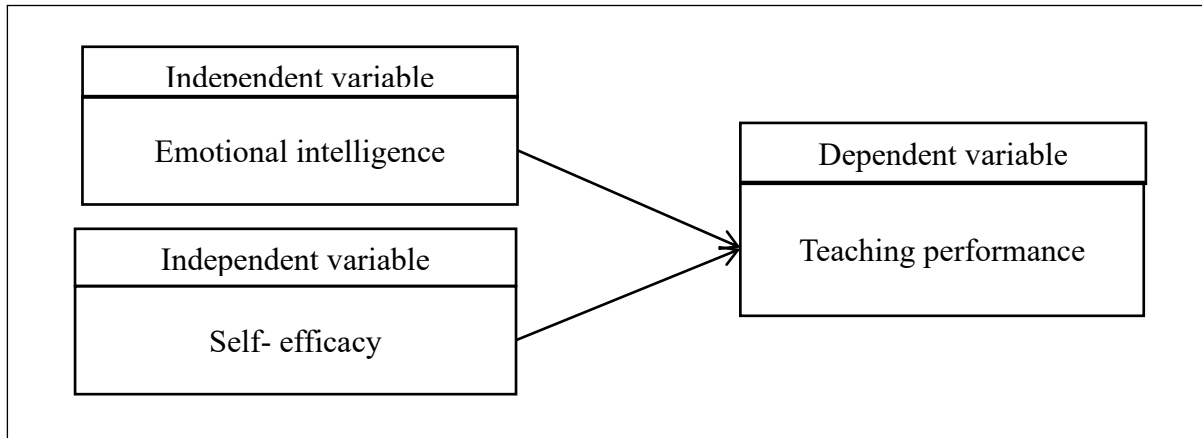 Independent variable
Emotional intelligence
Independent variable
Self- efficacy
Dependent variable
Teaching performance